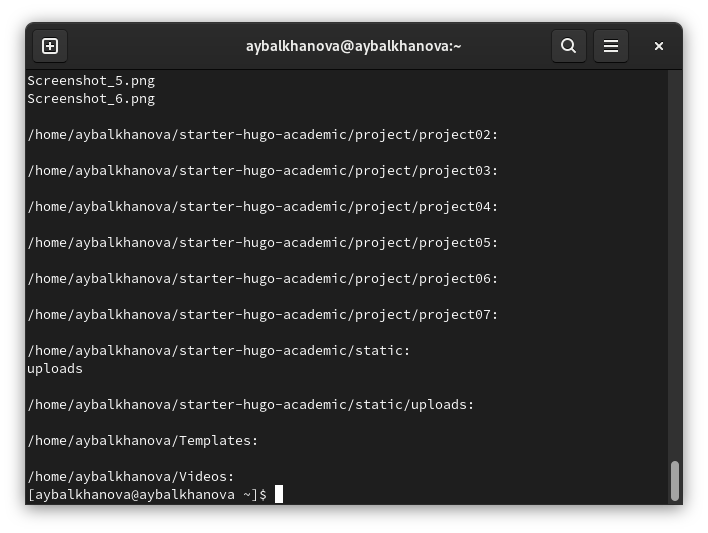 aybalkhanova@aybalkhanova:~
Screenshot_5.png
Screenshot_6.png
/home/aybalkhanova/starter-hugo-academic/project/project02:
/home/aybalkhanova/starter-hugo-academic/project/project03:
/home/aybalkhanova/starter-hugo-academic/project/project04:
/home/aybalkhanova/starter-hugo-academic/project/project05:
/home/aybalkhanova/starter-hugo-academic/project/project06:
/home/aybalkhanova/starter-hugo-academic/project/project07:
/home/aybalkhanova/starter-hugo-academic/static:
uploads
/home/aybalkhanova/starter-hugo-academic/static/uploads:
/home/aybalkhanova/Templates:
/home/aybalkhanova/Videos:
[aybalkhanova@aybalkhanova ~]$